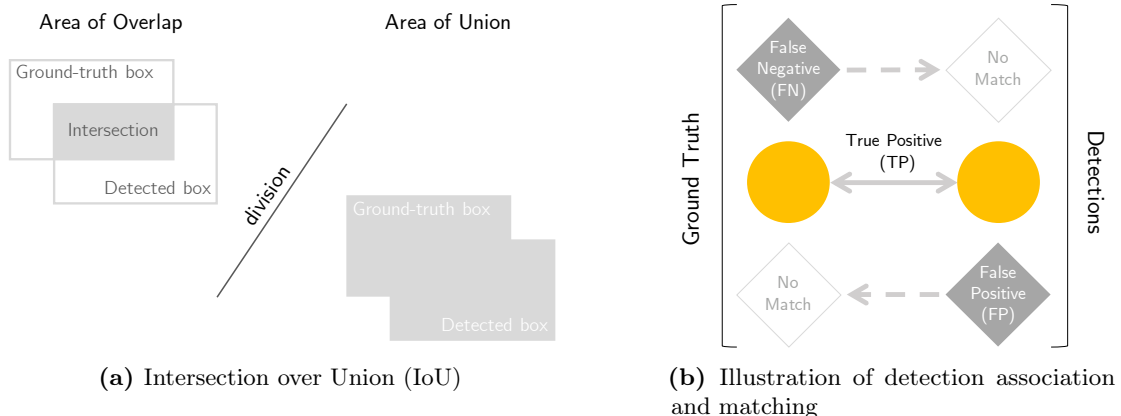 Area of Overlap
Area of Union
Ground-truth box
Intersection
Detected box
division
Ground-truth box
Detected box
(a) Intersection over Union (IoU)
Ground Truth
False
Negative
(FN)
No
Match
True Positive
(TP)
No
Match
False
Positive
(FP)
Detections
(b) Illustration of detection association
and matching